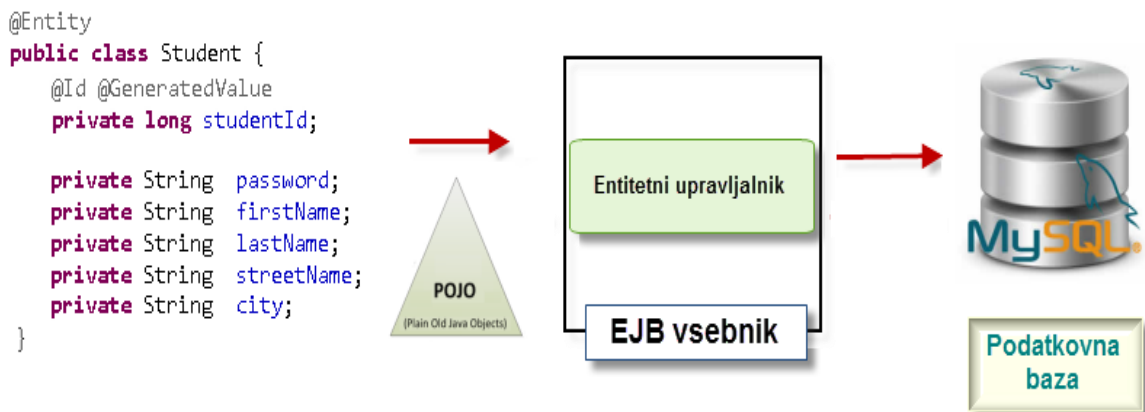 @Entity
public class Student {
@Id @GeneratedValue
private long studentId;
private String password;
private String firstName;
private String lastName;
private String streetName;
private String city;
}
POJO
(Plain Old Java Objects)
Entitetni upravljalnik
EJB vsebnik
MySQL®
Podatkovna
baza